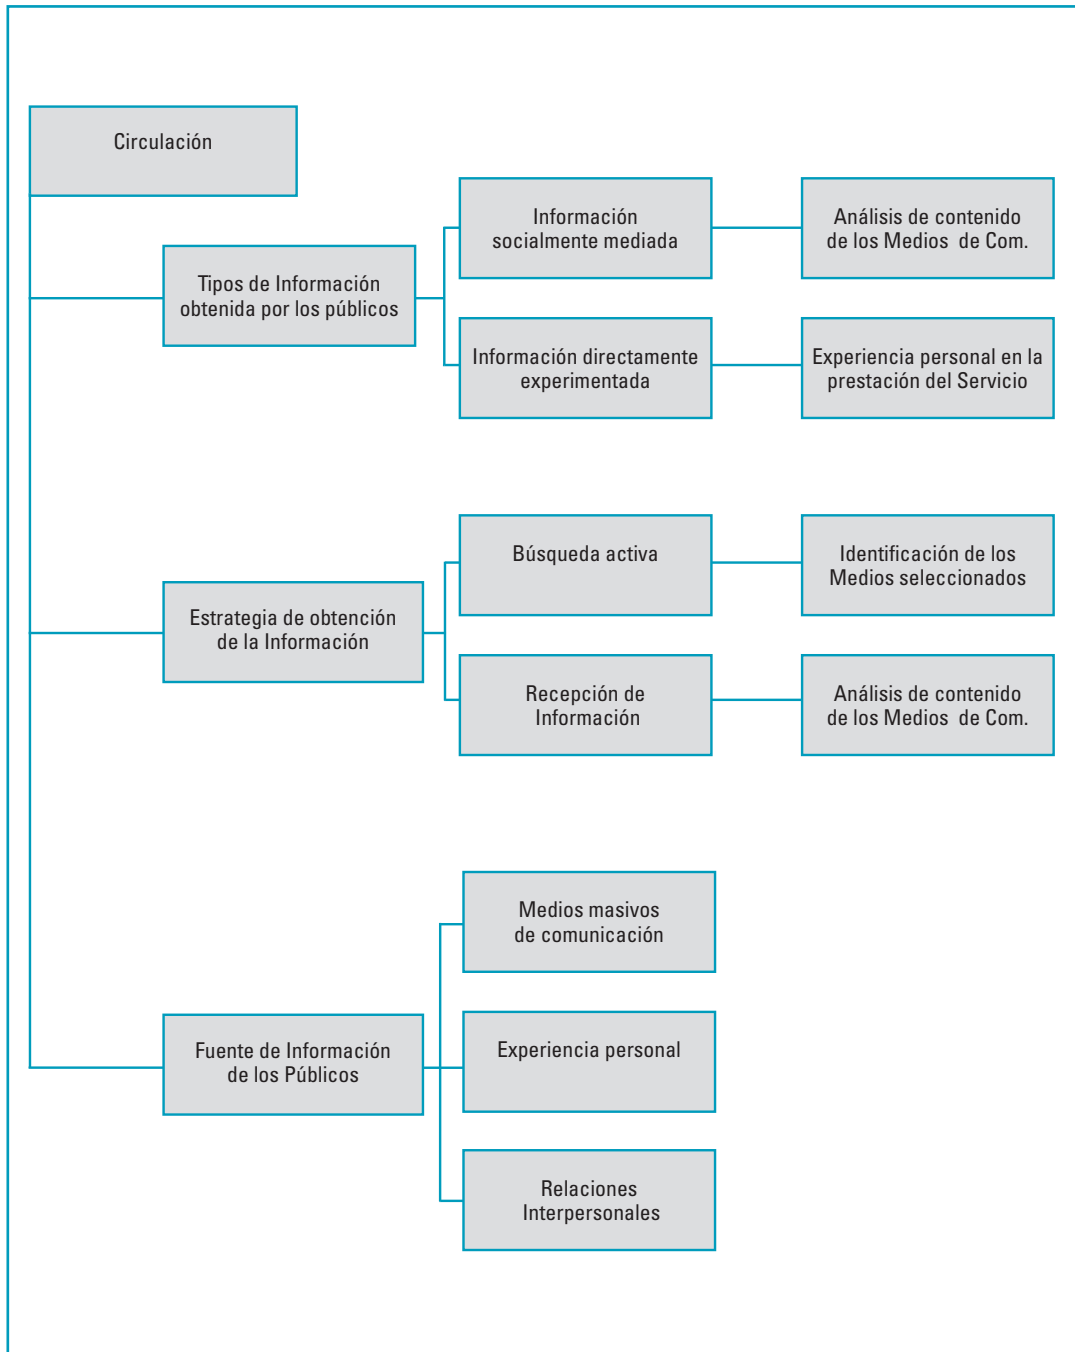 Circulación
Tipos de Información
obtenida por los públicos
Información
socialmente mediada
Análisis de contenido
de los Medios  de Com.
Información directamente
experimentada
Experiencia personal en la
prestación del Servicio
Estrategia de obtención
de la Información
Búsqueda activa
Identificación de los
Medios seleccionados
Recepción de
Información
Análisis de contenido
de los Medios  de Com.
Fuente de Información
de los Públicos
Medios masivos
de comunicación
Experiencia personal
Relaciones
Interpersonales